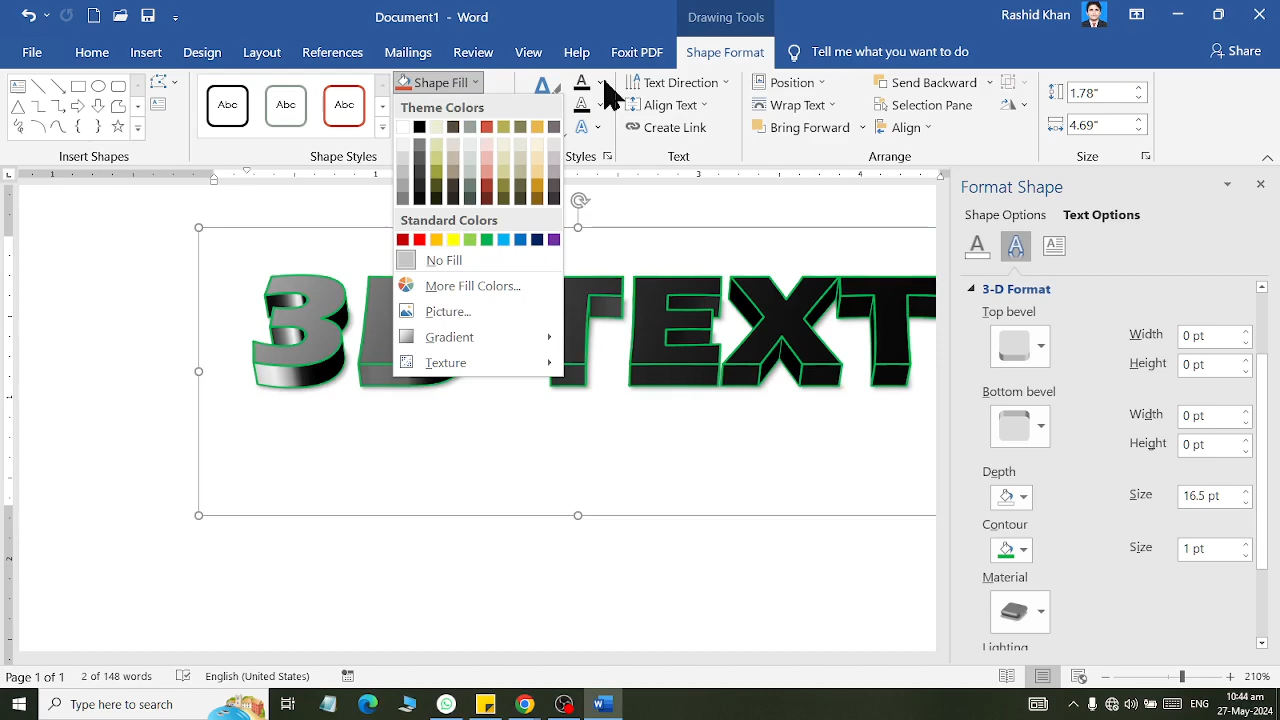 Document1 - Word
Drawing Tools
Rashid Khan
File Home Insert Design Layout References Mailings Review View Help Foxit PDF Shape Format Tell me what you want to do Share
Abc Abc Abc
Shape Fill
Text Direction
Align Text
Create Link
Position
Wrap Text
Bring Forward
Send Backward
Selection Pane
Align
1.78"
4.69"
Insert Shapes Shape Styles Styles Text Arrange Size
Theme Colors
Standard Colors
No Fill
More Fill Colors...
Picture...
Gradient
Texture
1 1 3 4
3D TEXT
Format Shape
Shape Options Text Options
3-D Format
Top bevel
Width 0 pt
Height 0 pt
Bottom bevel
Width 0 pt
Height 0 pt
Depth
Size 16.5 pt
Contour
Size 1 pt
Material
Lighting
Page 1 of 1 2 of 148 words English (United States) 210%
Type here to search
ENG
10:44 am
27-May-2024